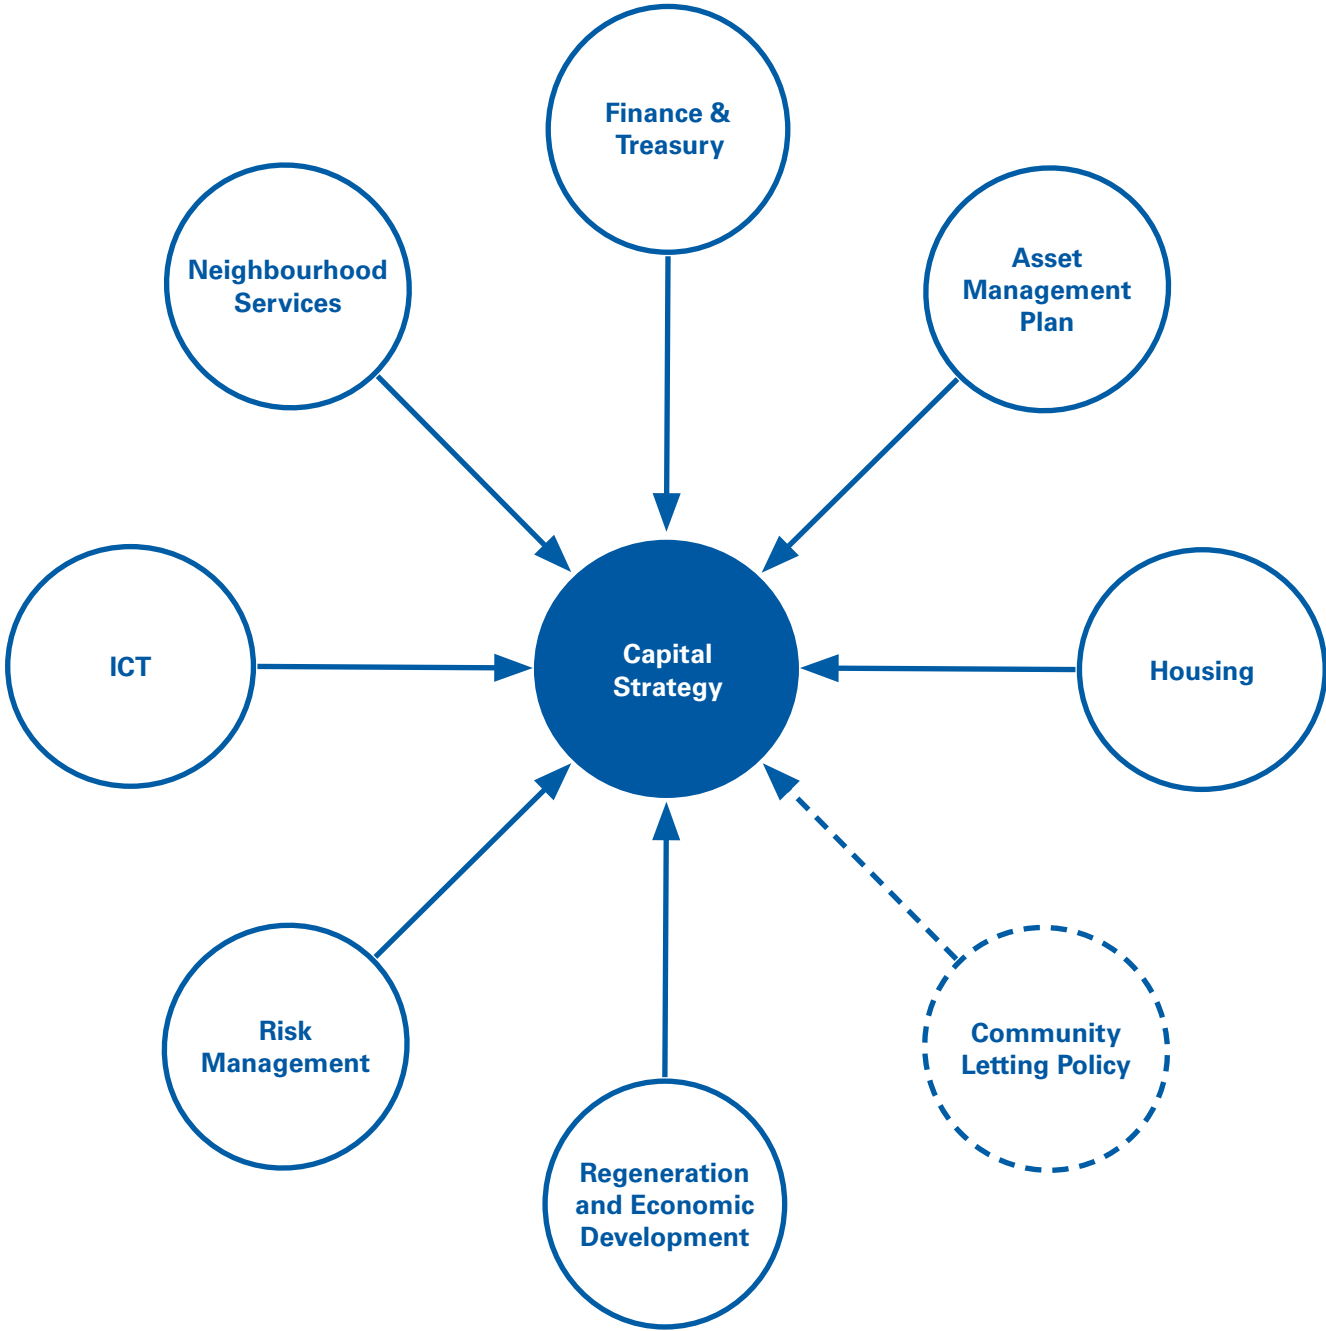 Finance &
Treasury
Neighbourhood
Services
Asset
Management
Plan
ICT
Capital
Strategy
Housing
Risk
Management
Community
Letting Policy
Regeneration
and Economic
Development